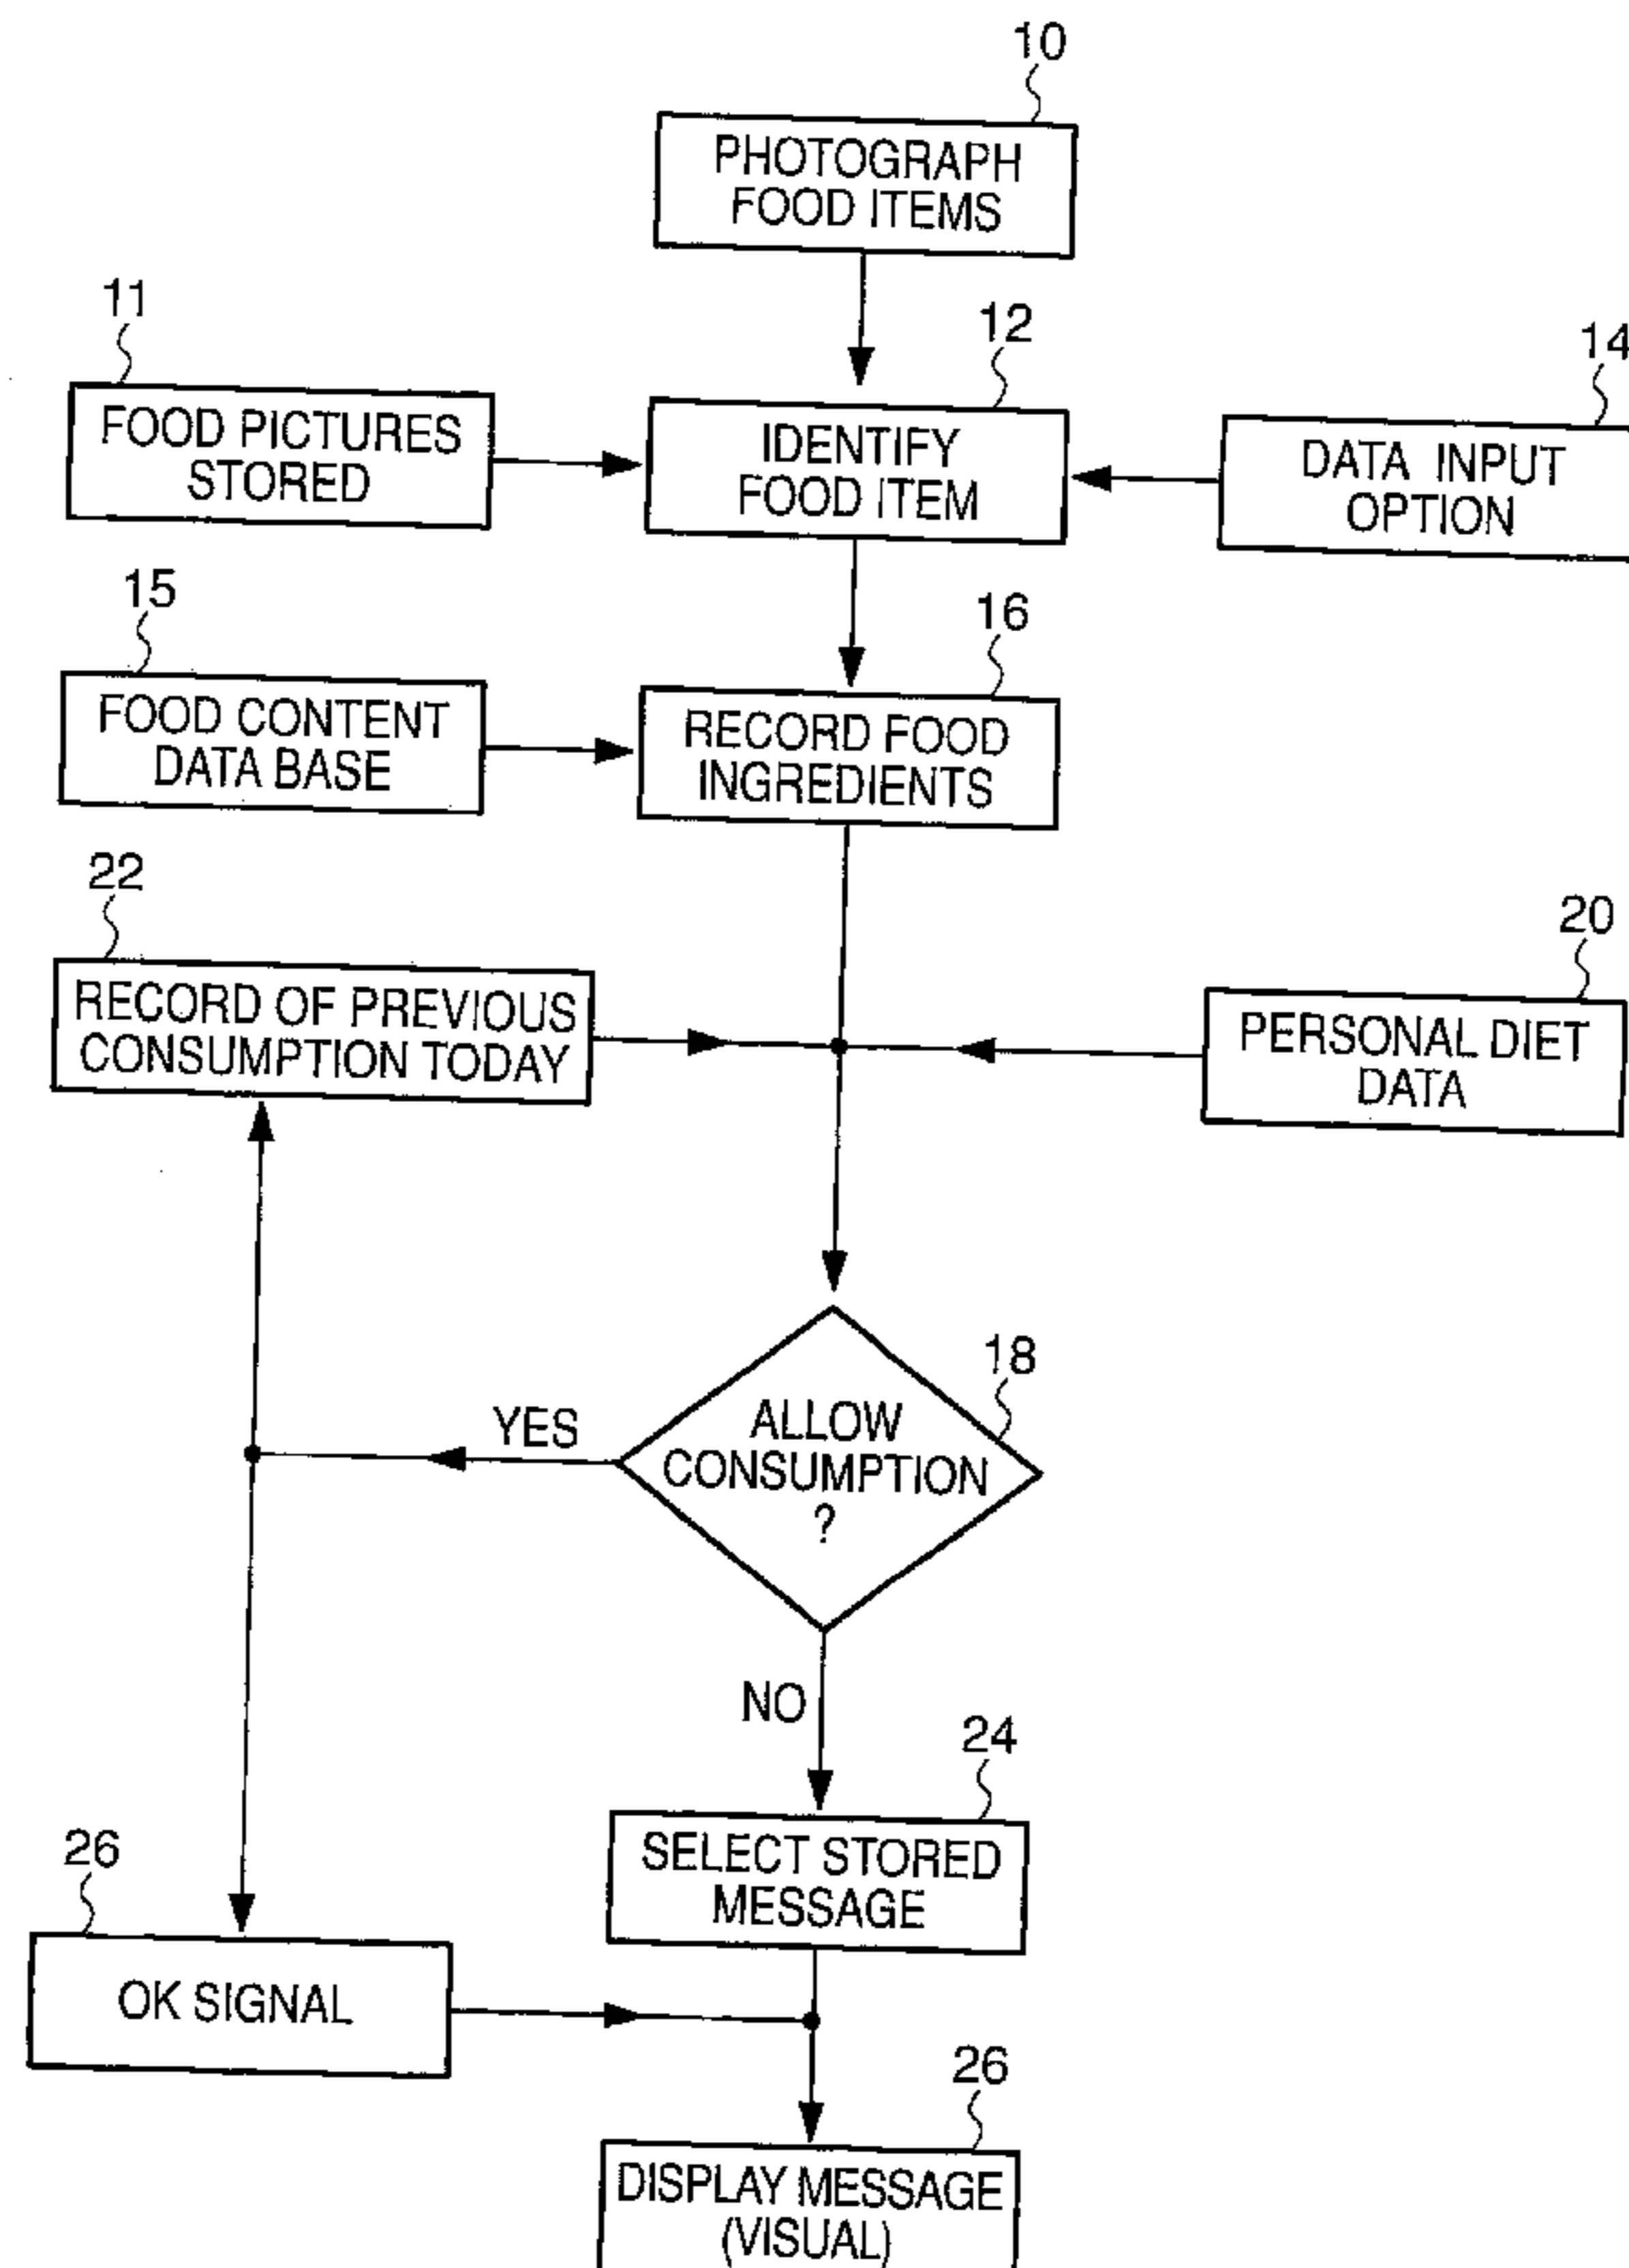 10
PHOTOGRAPH
FOOD ITEMS
11
FOOD PICTURES
STORED
12
IDENTIFY
FOOD ITEM
14
DATA INPUT
OPTION
15
FOOD CONTENT
DATA BASE
16
RECORD FOOD
INGREDIENTS
22
RECORD OF PREVIOUS
CONSUMPTION TODAY
20
PERSONAL DIET
DATA
18
ALLOW
CONSUMPTION
?
YES
NO
24
SELECT STORED
MESSAGE
26
OK SIGNAL
26
DISPLAY MESSAGE
(VISUAL)